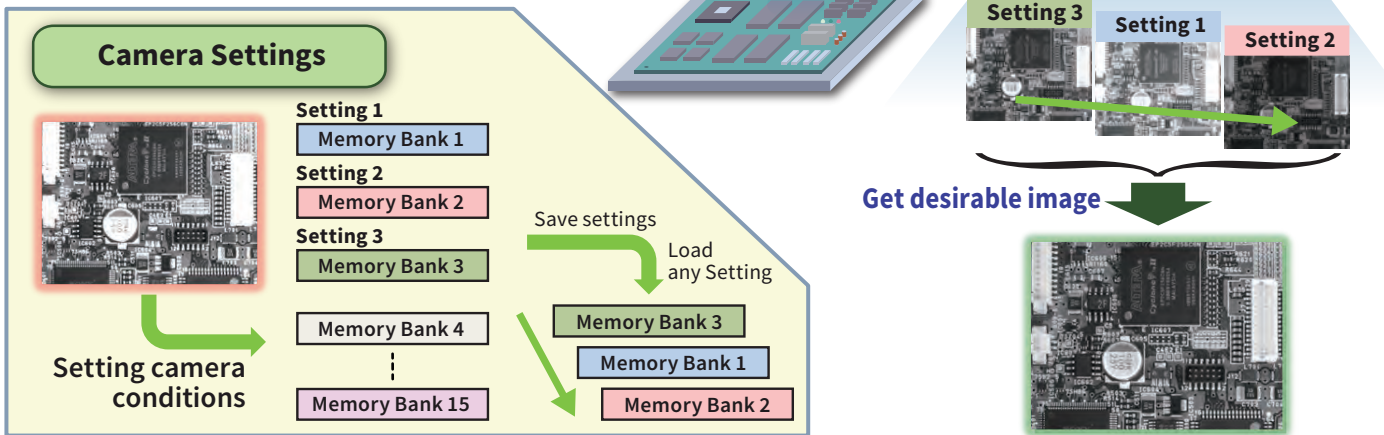 Camera Settings
Setting 1
Memory Bank 1
Setting 2
Memory Bank 2
Setting 3
Memory Bank 3
Memory Bank 4
Memory Bank 15
Setting camera
conditions
Save settings
Load
any Setting
Memory Bank 3
Memory Bank 1
Memory Bank 2
Setting 3
Setting 1
Setting 2
Get desirable image